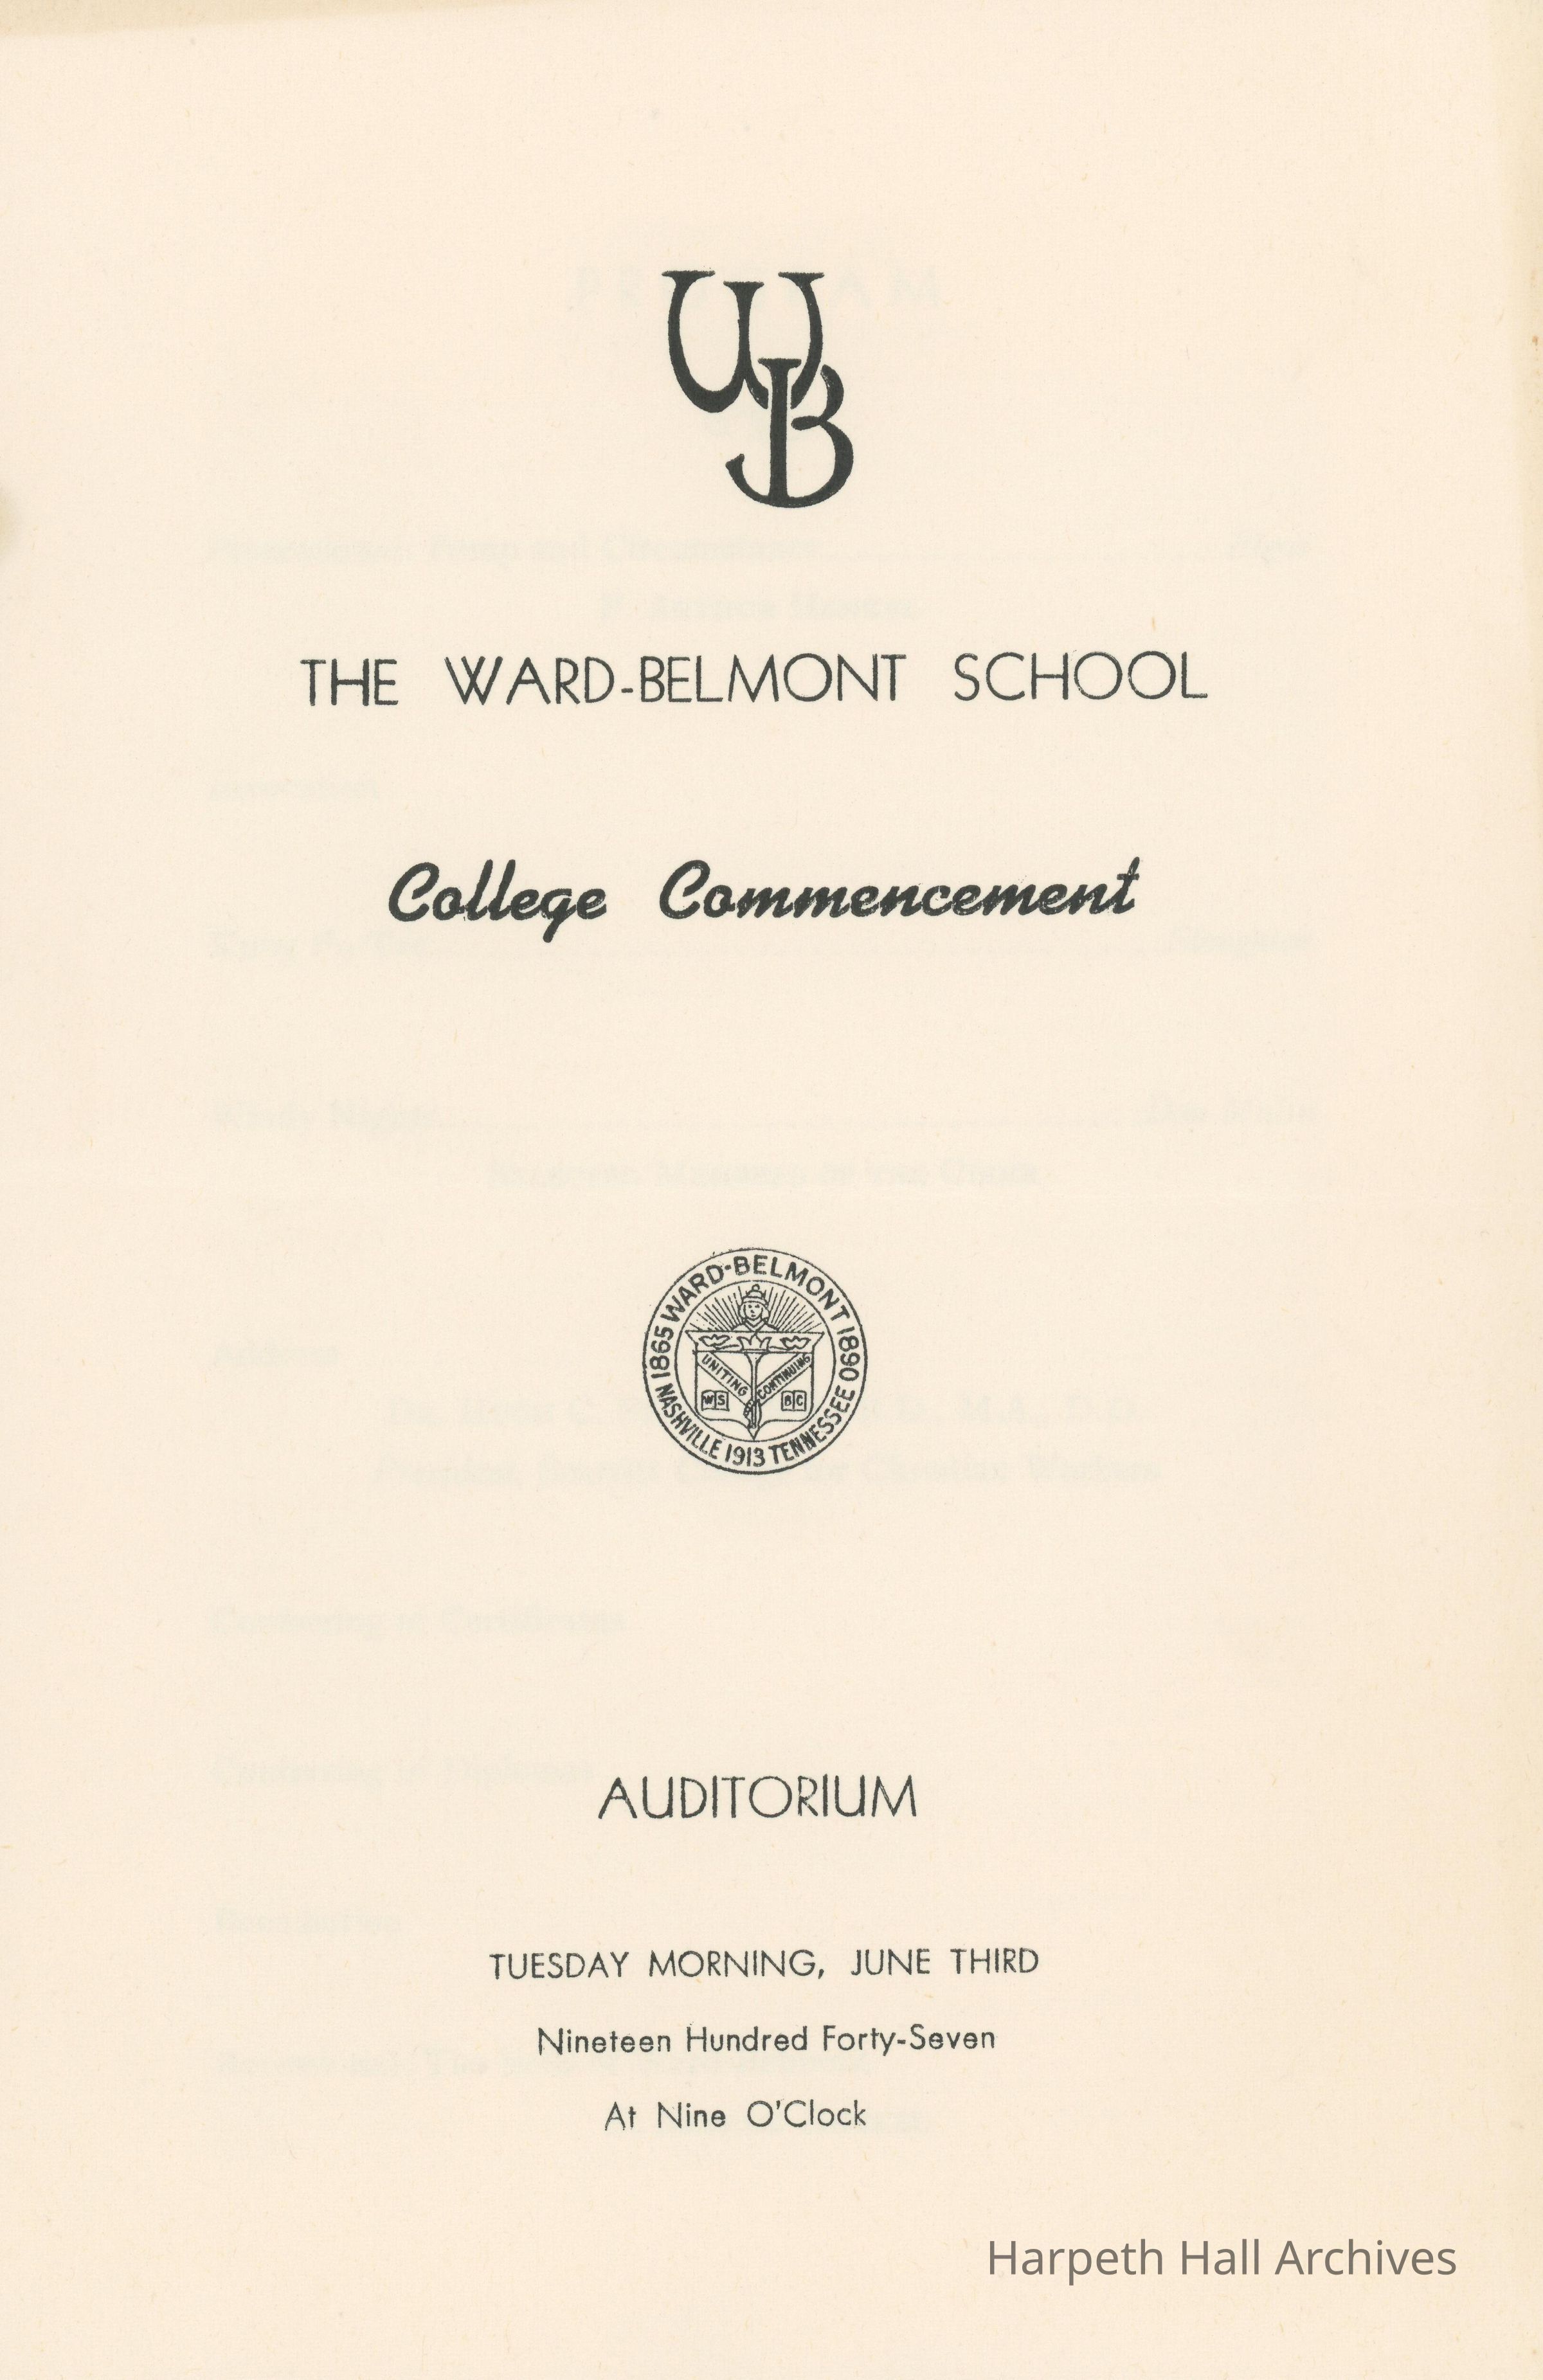 WB
THE WARD-BELMONT SCHOOL
College Commencement
WARD-BELMONT
1865
1890
UNITING
CONTINUING
WS
BC
NASHVILLE 1913 TENNESSEE
AUDITORIUM
TUESDAY MORNING, JUNE THIRD
Nineteen Hundred Forty-Seven
At Nine O'Clock
Harpeth Hall Archives